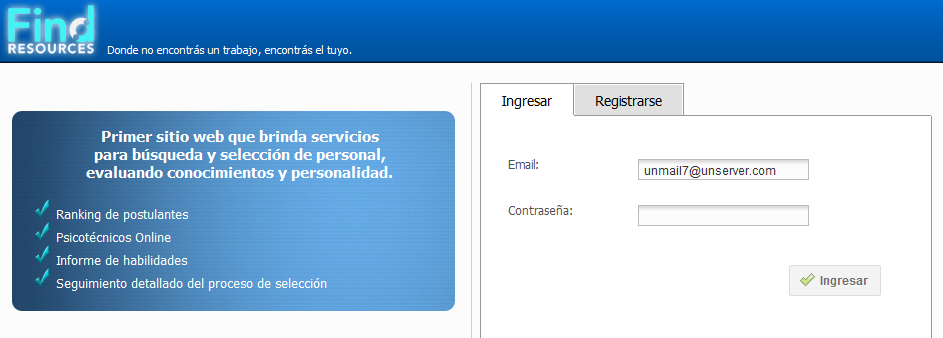 Find
RESOURCES
Donde no encontrás un trabajo, encontrás el tuyo.
Primer sitio web que brinda servicios
para búsqueda y selección de personal,
evaluando conocimientos y personalidad.
Ranking de postulantes
Psicotécnicos Online
Informe de habilidades
Seguimiento detallado del proceso de selección
Ingresar Registrarse
Email: unmail7@unserver.com
Contraseña:
Ingresar